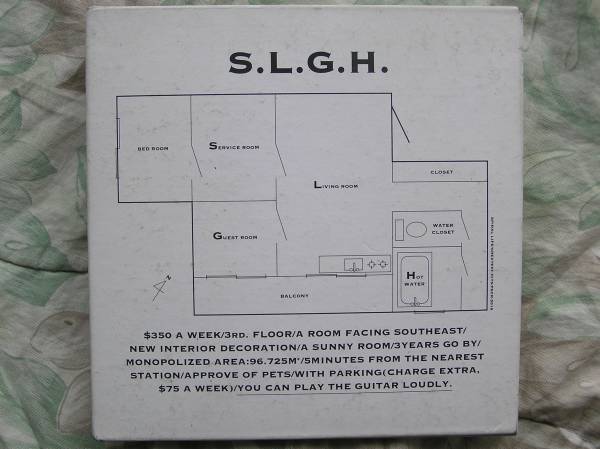 S.L.G.H.
BED ROOM
SERVICE ROOM
LIVING ROOM
CLOSET
GUEST ROOM
WATER
CLOSET
HOT
WATER
BALCONY
N
$350 A WEEK/3RD. FLOOR/A ROOM FACING SOUTHEAST/
NEW INTERIOR DECORATION/A SUNNY ROOM/3YEARS GO BY/
MONOPOLIZED AREA:96.725M²/5MINUTES FROM THE NEAREST
STATION/APPROVE OF PETS/WITH PARKING(CHARGE EXTRA,
$75 A WEEK)/YOU CAN PLAY THE GUITAR LOUDLY.